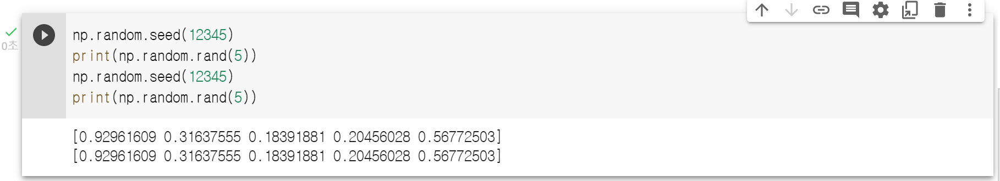 np.random.seed(12345)
0초
print(np.random.rand(5))
np.random.seed(12345)
print(np.random.rand(5))
[0.92961609 0.31637555 0.18391881 0.20456028 0.56772503]
[0.92961609 0.31637555 0.18391881 0.20456028 0.56772503]